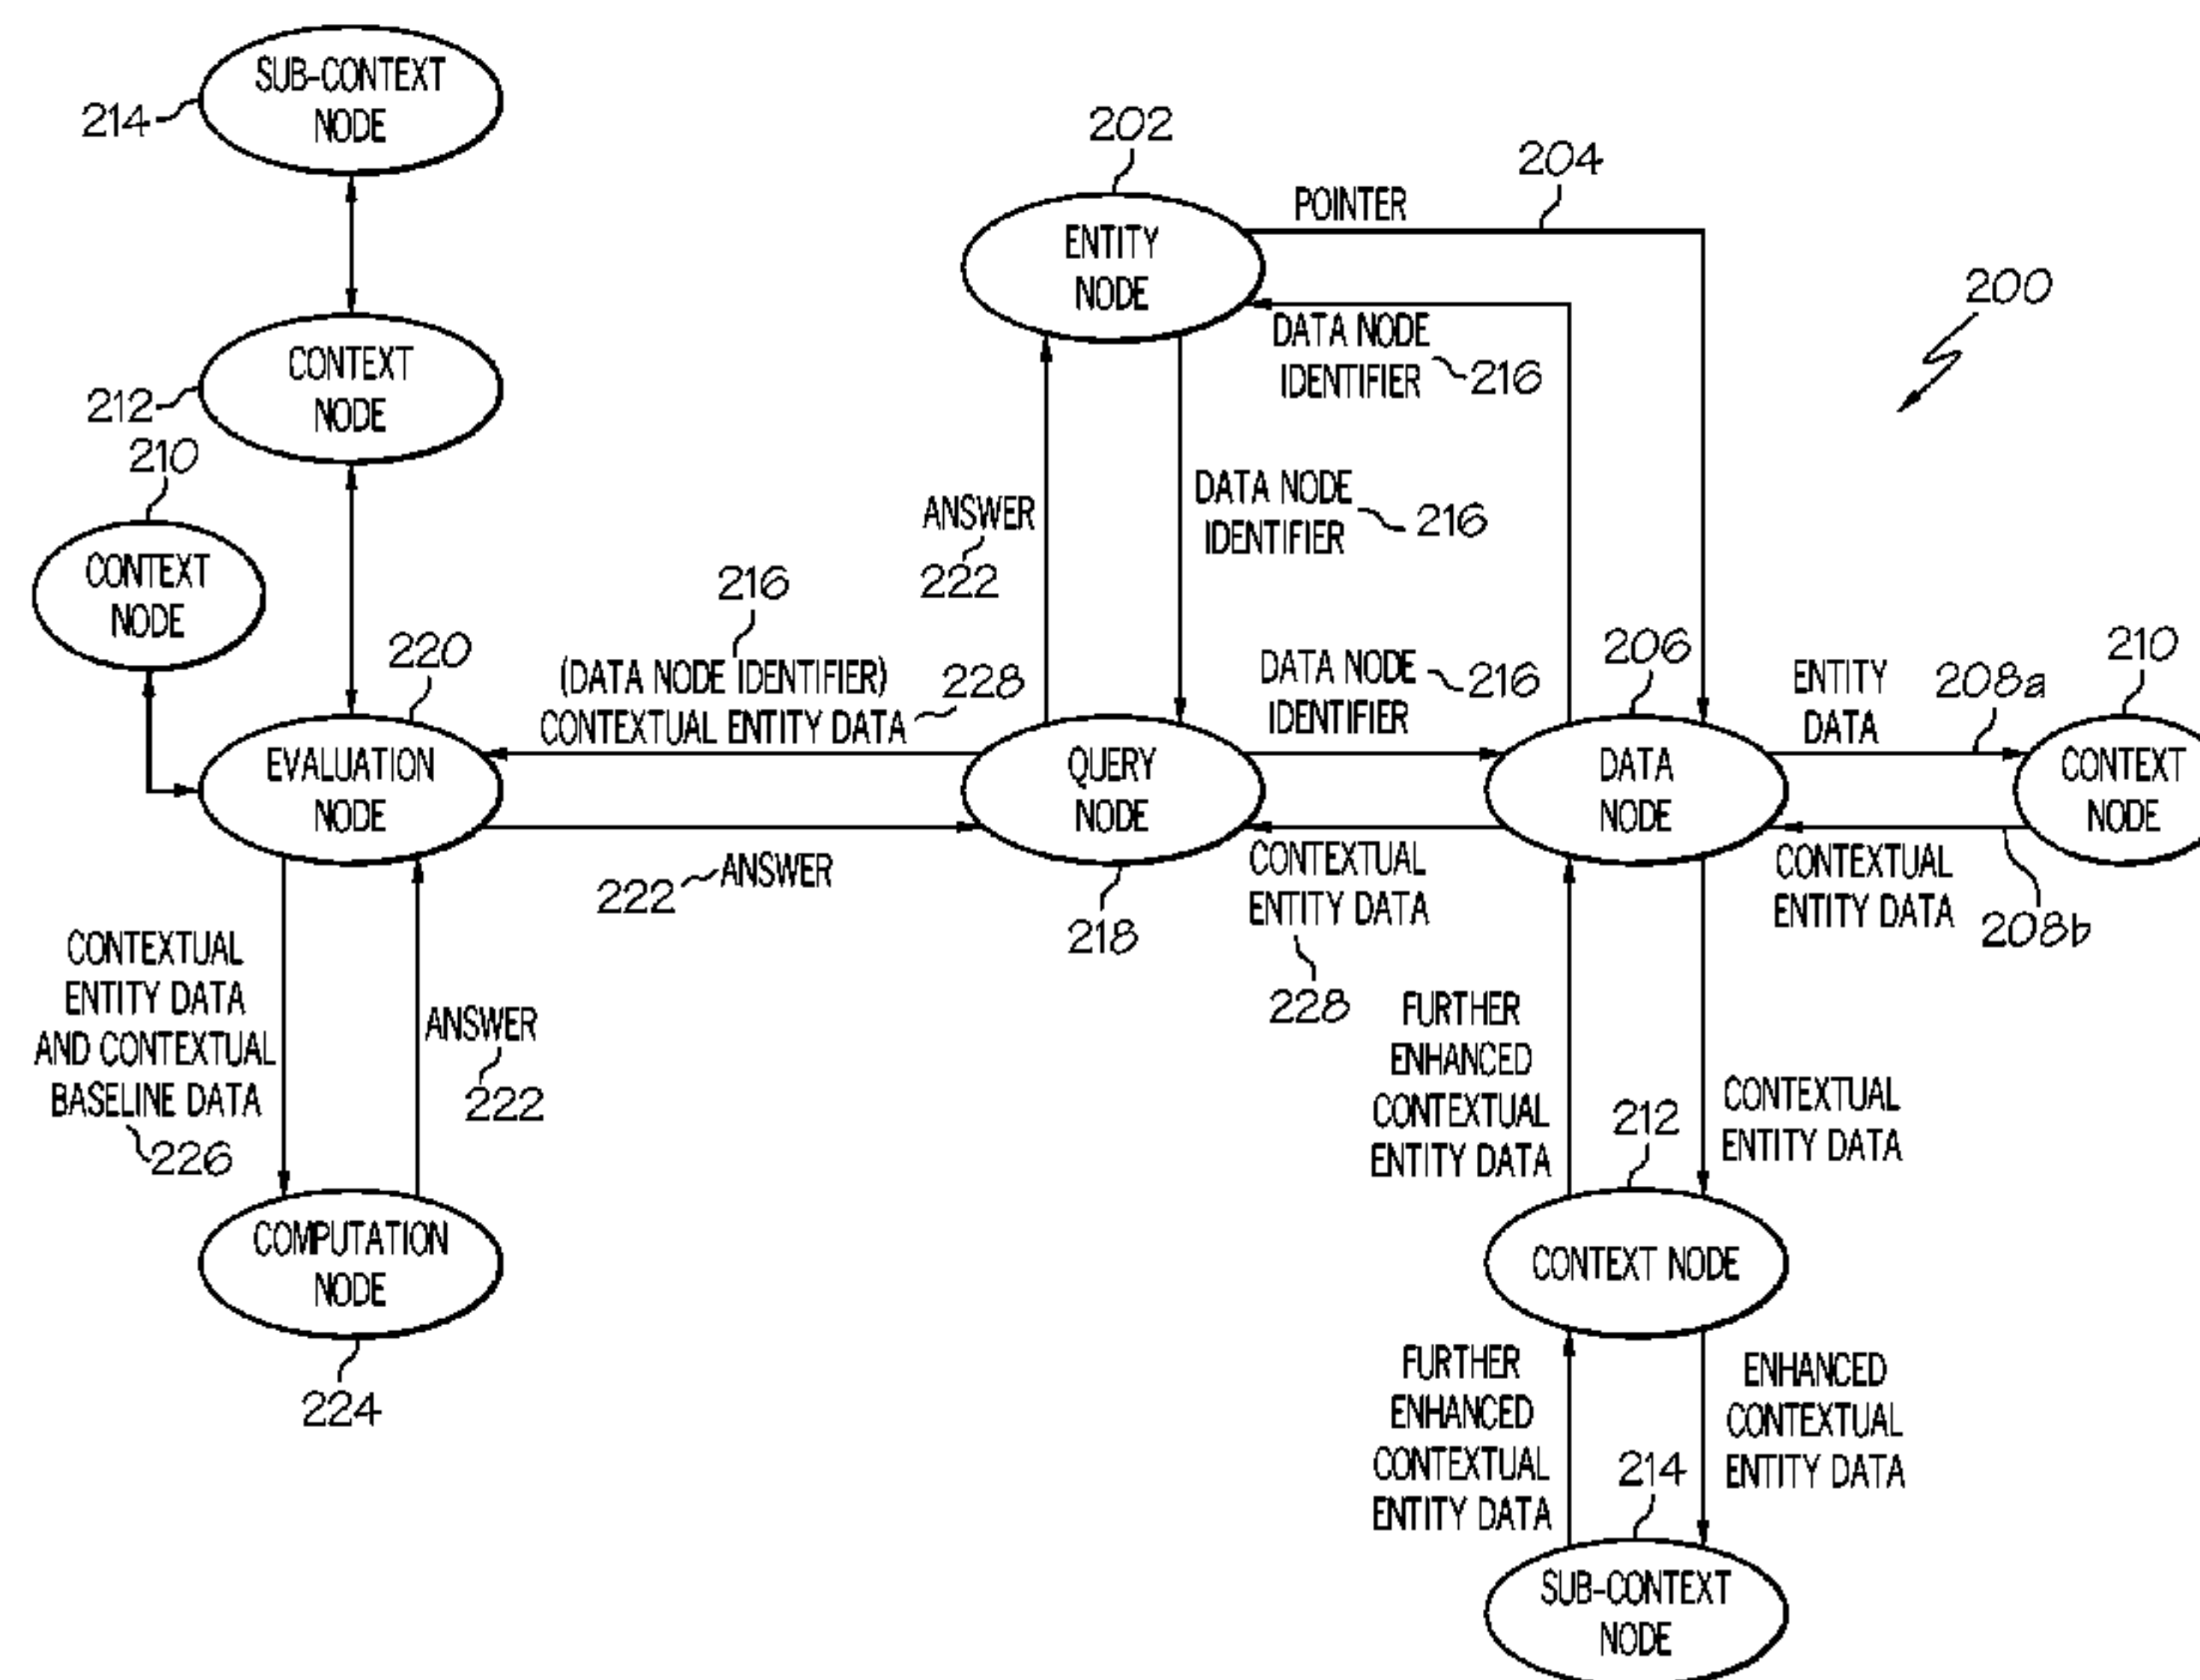 SUB-CONTEXT
NODE
214
202
204
POINTER
ENTITY
NODE
200
DATA NODE
IDENTIFIER
216
CONTEXT
NODE
212
210
CONTEXT
NODE
ANSWER
222
DATA NODE
IDENTIFIER
216
216
(DATA NODE IDENTIFIER)
CONTEXTUAL ENTITY DATA
228
220
DATA NODE
IDENTIFIER
216
206
ENTITY
DATA
208a
210
EVALUATION
NODE
QUERY
NODE
DATA
NODE
CONTEXT
NODE
222
ANSWER
218
CONTEXTUAL
ENTITY DATA
228
CONTEXTUAL
ENTITY DATA
208b
CONTEXTUAL
ENTITY DATA
AND CONTEXTUAL
BASELINE DATA
226
ANSWER
222
FURTHER
ENHANCED
CONTEXTUAL
ENTITY DATA
212
CONTEXTUAL
ENTITY DATA
COMPUTATION
NODE
224
CONTEXT NODE
FURTHER
ENHANCED
CONTEXTUAL
ENTITY DATA
ENHANCED
CONTEXTUAL
ENTITY DATA
214
SUB-CONTEXT
NODE